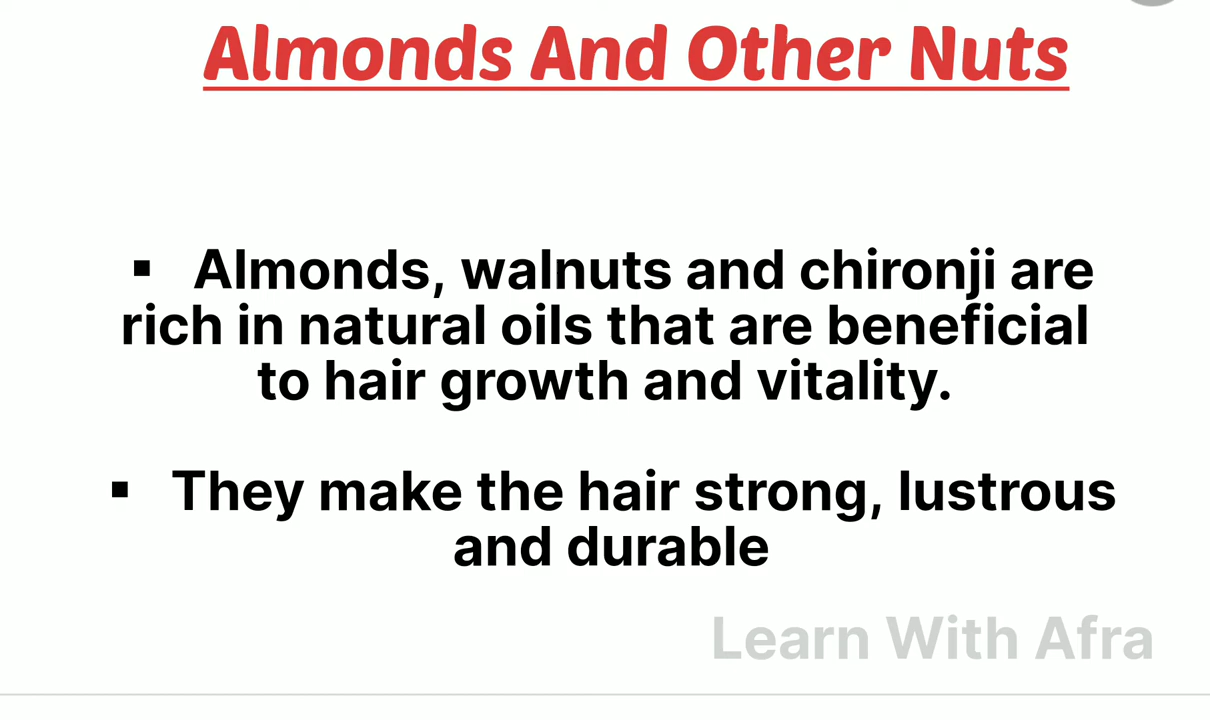 Almonds And Other Nuts
▪ Almonds, walnuts and chironji are
rich in natural oils that are beneficial
to hair growth and vitality.
▪ They make the hair strong, lustrous
and durable
Learn With Afra